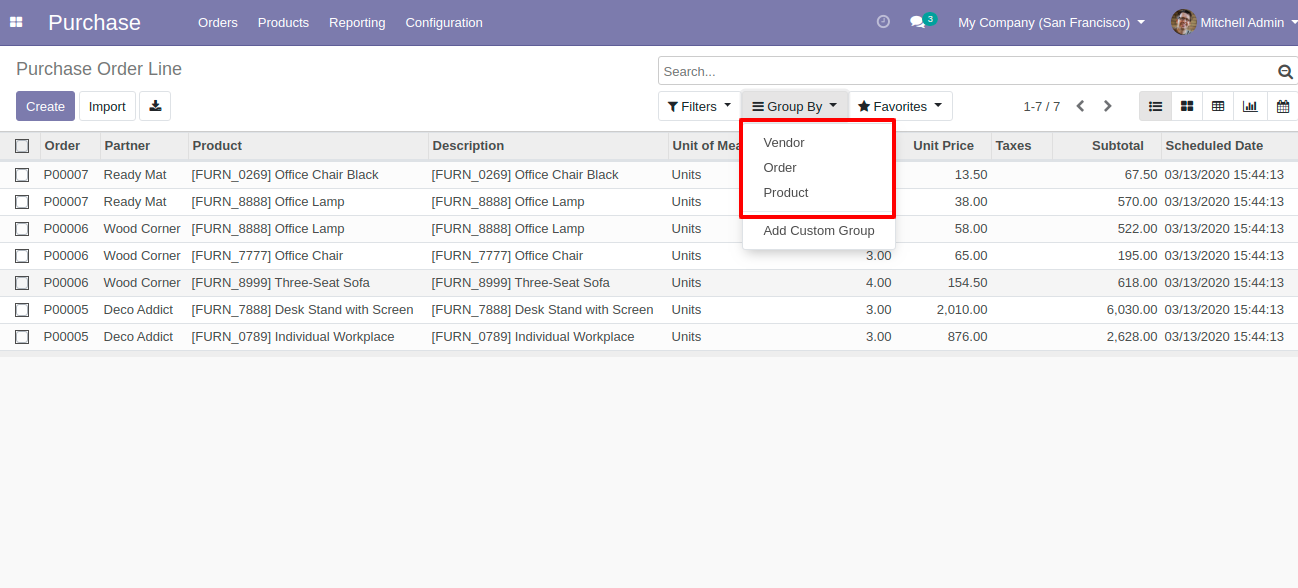 Purchase Orders Products Reporting Configuration 3 My Company (San Francisco) Mitchell Admin
Purchase Order Line
Search...
Create Import Filters Group By Favorites 1-7 / 7
Vendor
Order
Product
Add Custom Group
Order Partner Product Description Unit of Mea Unit Price Taxes Subtotal Scheduled Date
P00007 Ready Mat [FURN_0269] Office Chair Black [FURN_0269] Office Chair Black Units 13.50 67.50 03/13/2020 15:44:13
P00007 Ready Mat [FURN_8888] Office Lamp [FURN_8888] Office Lamp Units 38.00 570.00 03/13/2020 15:44:13
P00006 Wood Corner [FURN_8888] Office Lamp [FURN_8888] Office Lamp Units 58.00 522.00 03/13/2020 15:44:13
P00006 Wood Corner [FURN_7777] Office Chair [FURN_7777] Office Chair Units 3.00 65.00 195.00 03/13/2020 15:44:13
P00006 Wood Corner [FURN_8999] Three-Seat Sofa [FURN_8999] Three-Seat Sofa Units 4.00 154.50 618.00 03/13/2020 15:44:13
P00005 Deco Addict [FURN_7888] Desk Stand with Screen [FURN_7888] Desk Stand with Screen Units 3.00 2,010.00 6,030.00 03/13/2020 15:44:13
P00005 Deco Addict [FURN_0789] Individual Workplace [FURN_0789] Individual Workplace Units 3.00 876.00 2,628.00 03/13/2020 15:44:13